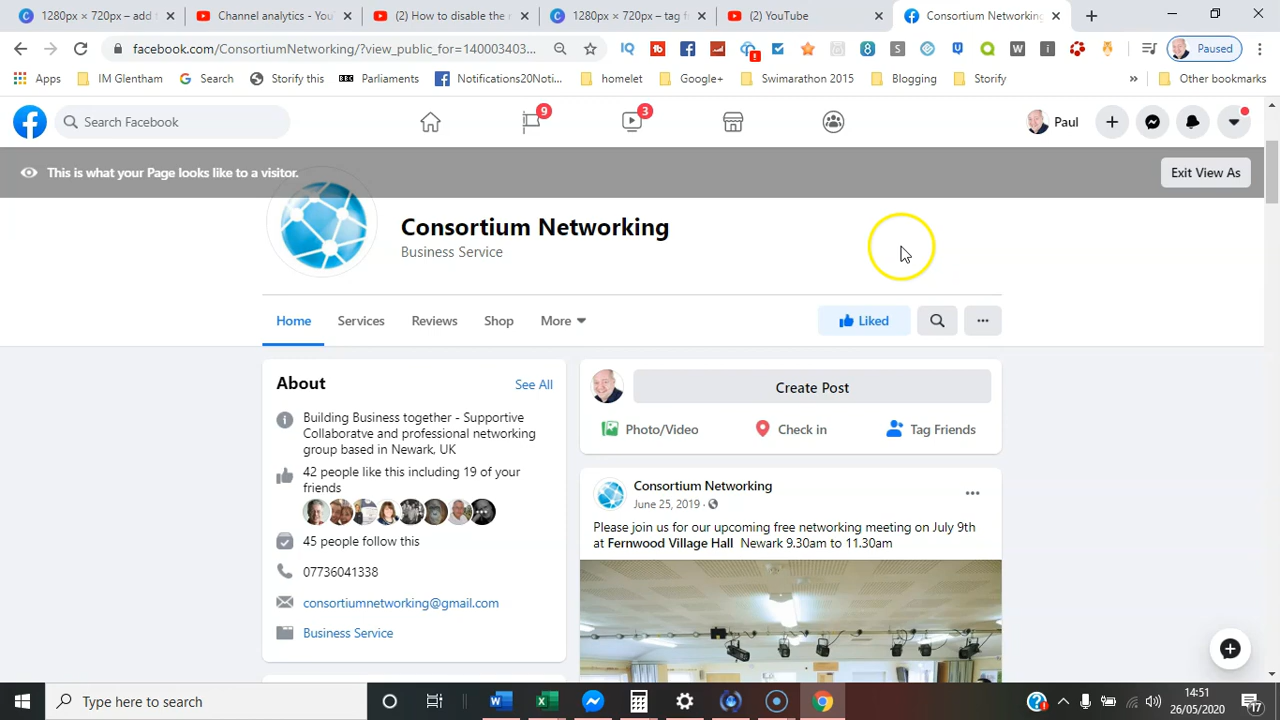 1280px × 720px – add
Channel analytics - You
(2) How to disable the n
1280px × 720px – tag f
(2) YouTube
Consortium Networking
facebook.com/ConsortiumNetworking/?view_public_for=140003403...
Paused
Apps
IM Glentham
Search
Storify this
Parliaments
Notifications20Noti...
homelet
Google+
Swimarathon 2015
Blogging
Storify
»
Other bookmarks
Search Facebook
9
3
Paul
This is what your Page looks like to a visitor.
Exit View As
Consortium Networking
Business Service
Home
Services
Reviews
Shop
More
Liked
About
See All
Create Post
Building Business together - Supportive
Collaboratve and professional networking
group based in Newark, UK
Photo/Video
Check in
Tag Friends
42 people like this including 19 of your
friends
Consortium Networking
June 25, 2019 ·
45 people follow this
Please join us for our upcoming free networking meeting on July 9th
at Fernwood Village Hall Newark 9.30am to 11.30am
07736041338
consortiumnetworking@gmail.com
Business Service
Type here to search
14:51
26/05/2020
17